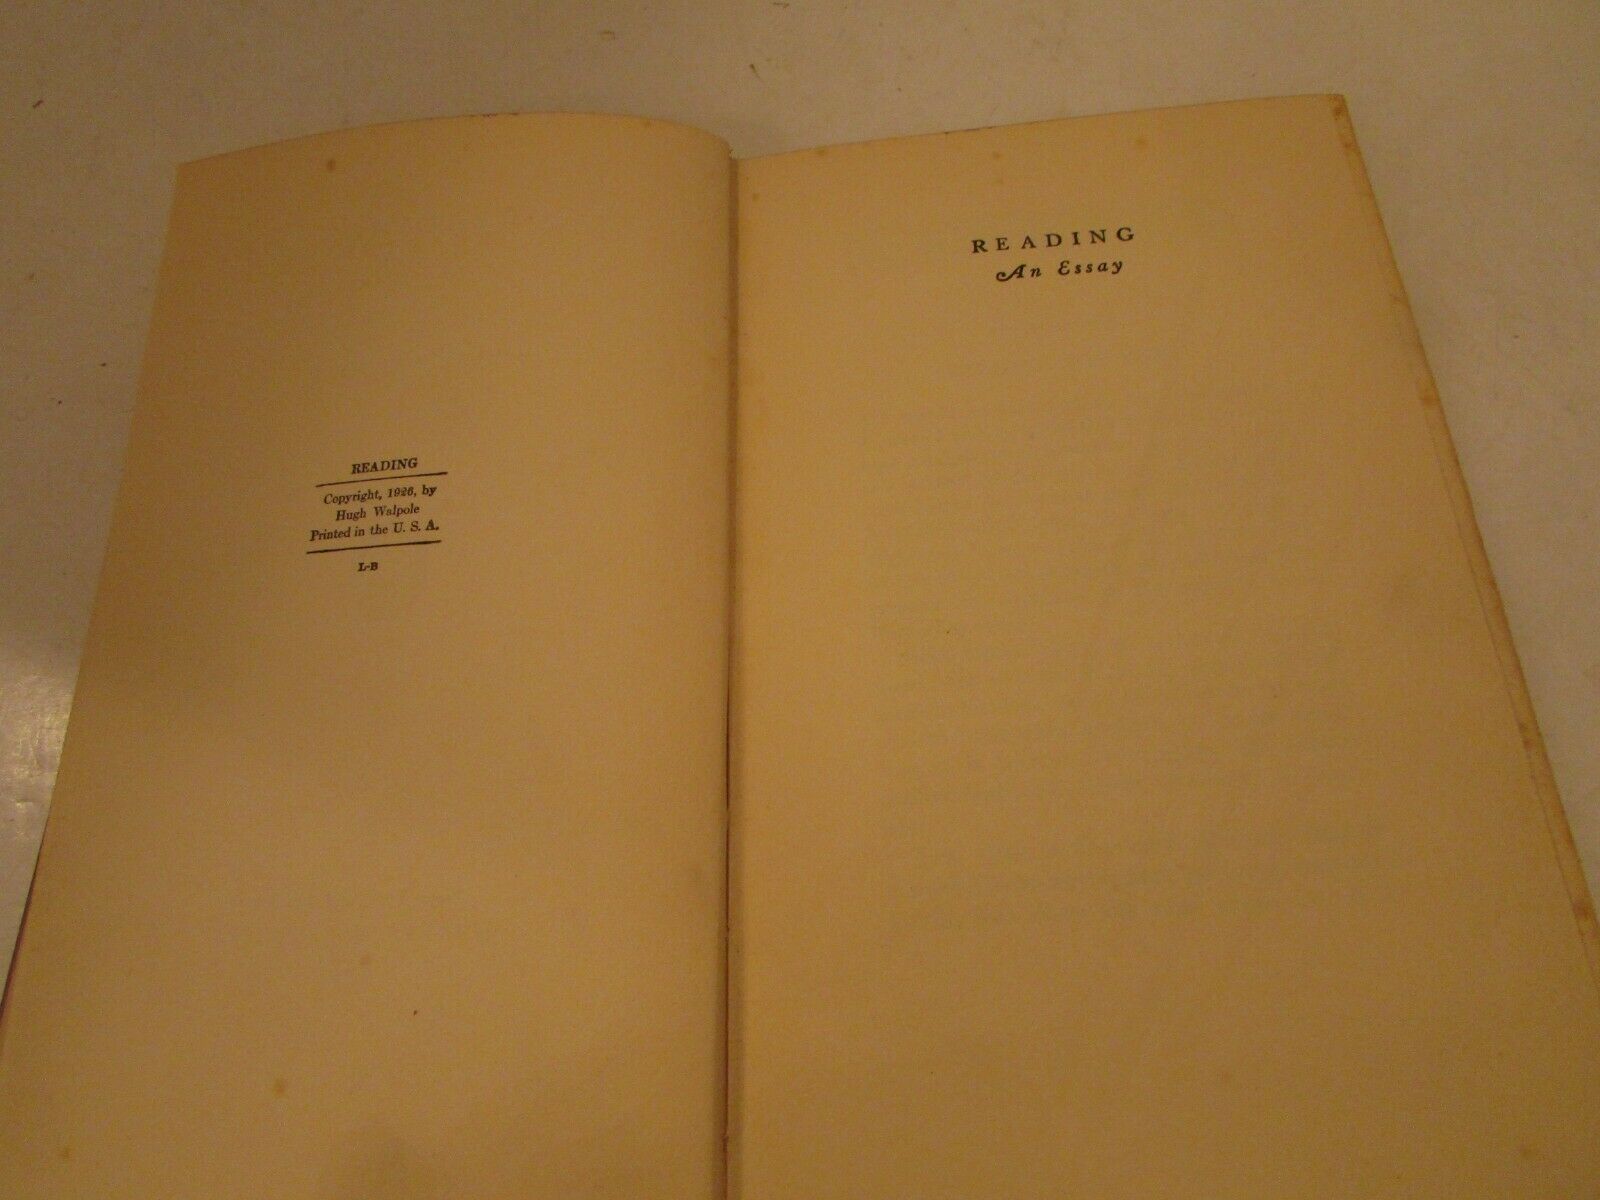 READING
Copyright, 1926, by
Hugh Walpole
Printed in the U. S. A.
L-B
READING
An Essay